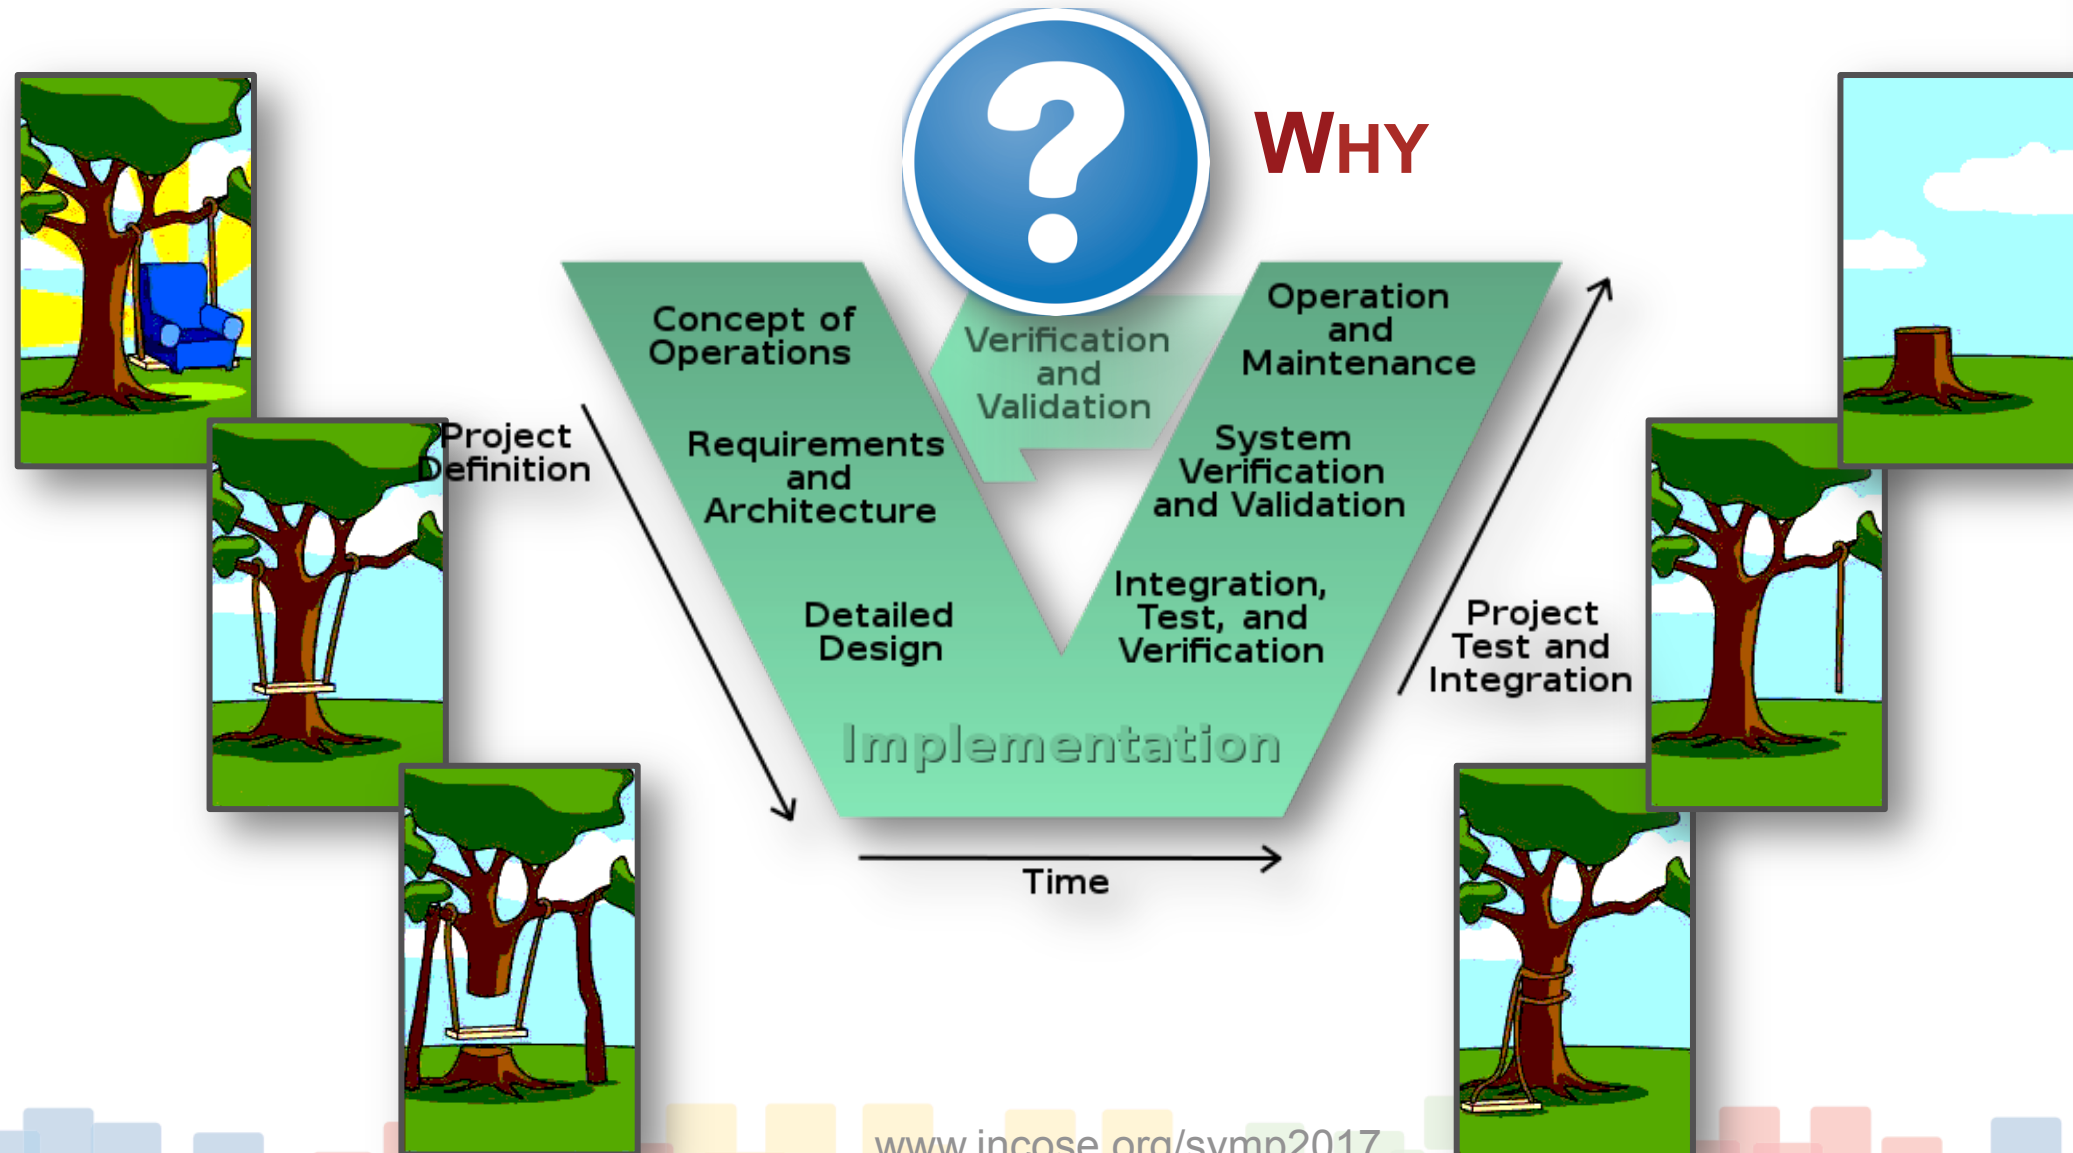 ?
WHY
Concept of
Operations
Verification
and
Validation
Operation
and
Maintenance
Project
Definition
Requirements
and
Architecture
System
Verification
and Validation
Detailed
Design
Integration,
Test, and
Verification
Project
Test and
Integration
Implementation
Time
www.incose.org/symp2017